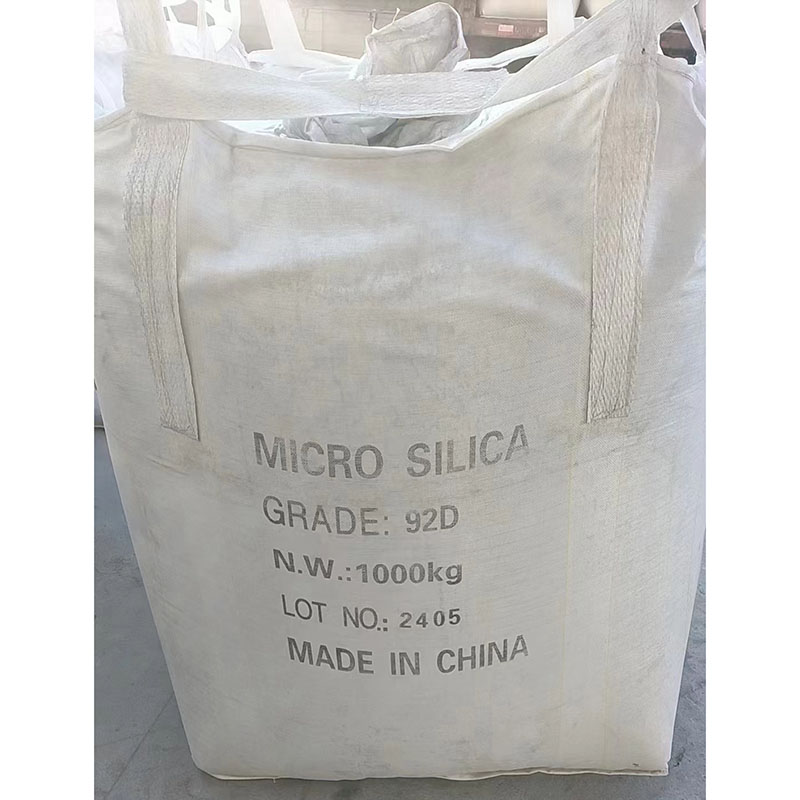 MICRO SILICA
GRADE: 92D
N.W.:1000kg
LOT NO.: 2405
MADE IN CHINA